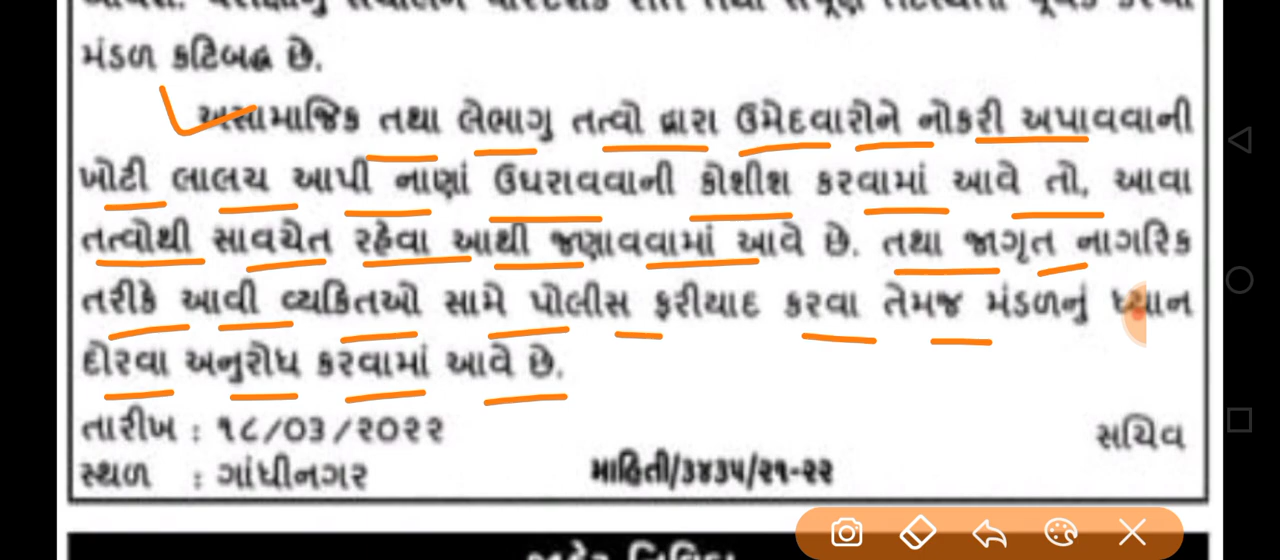 મંડળ કટિબદ્ધ છે.
અસામાજિક તથા લેભાગુ તત્વો દ્વારા ઉમેદવારોને નોકરી અપાવવાની
ખોટી લાલચ આપી નાણાં ઉઘરાવવાની કોશીશ કરવામાં આવે તો, આવા
તત્વોથી સાવચેત રહેવા આથી જણાવવામાં આવે છે. તથા જાગૃત નાગરિક
તરીકે આવી વ્યકિતઓ સામે પોલીસ ફરીયાદ કરવા તેમજ મંડળનું ધ્યાન
દોરવા અનુરોધ કરવામાં આવે છે.
તારીખ : ૧૮/૦૩/૨૦૨૨
સચિવ
સ્થળ : ગાંધીનગર
માહિતી/૩૪૩૫/૨૧-૨૨